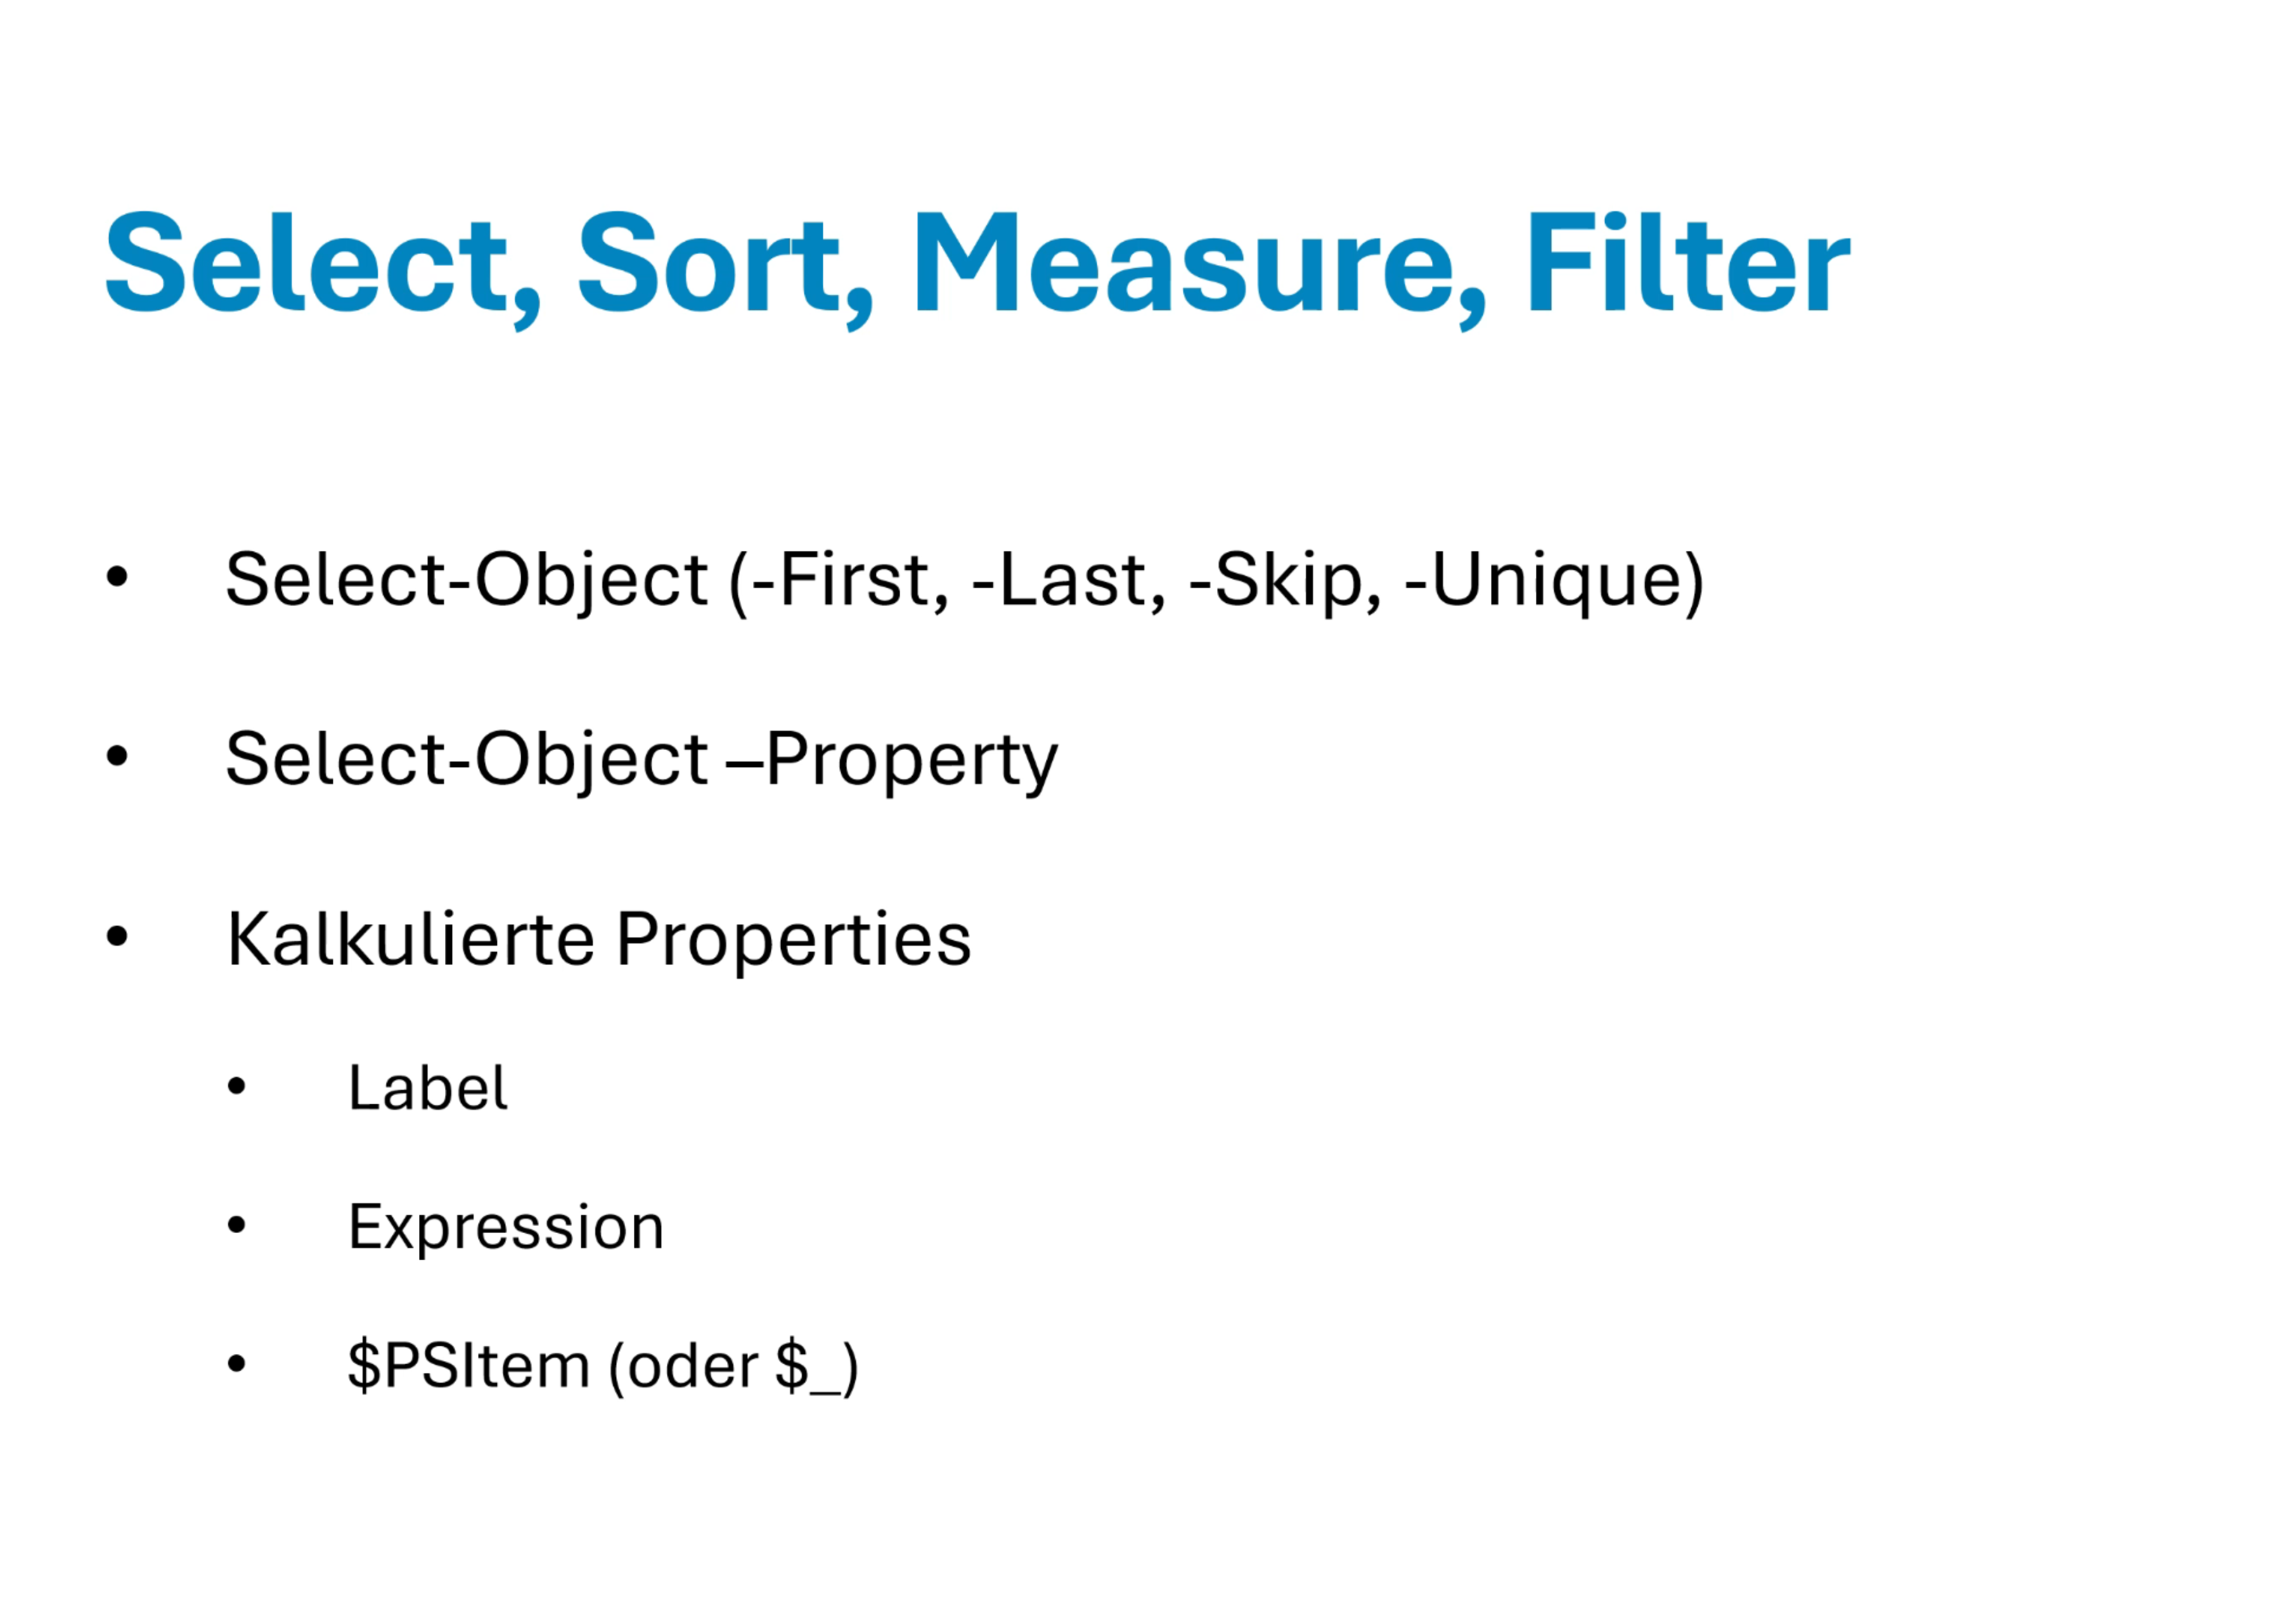 Select, Sort, Measure, Filter
• Select-Object (-First, -Last, -Skip, -Unique)
• Select-Object –Property
• Kalkulierte Properties
• Label
• Expression
• $PSItem (oder $_)